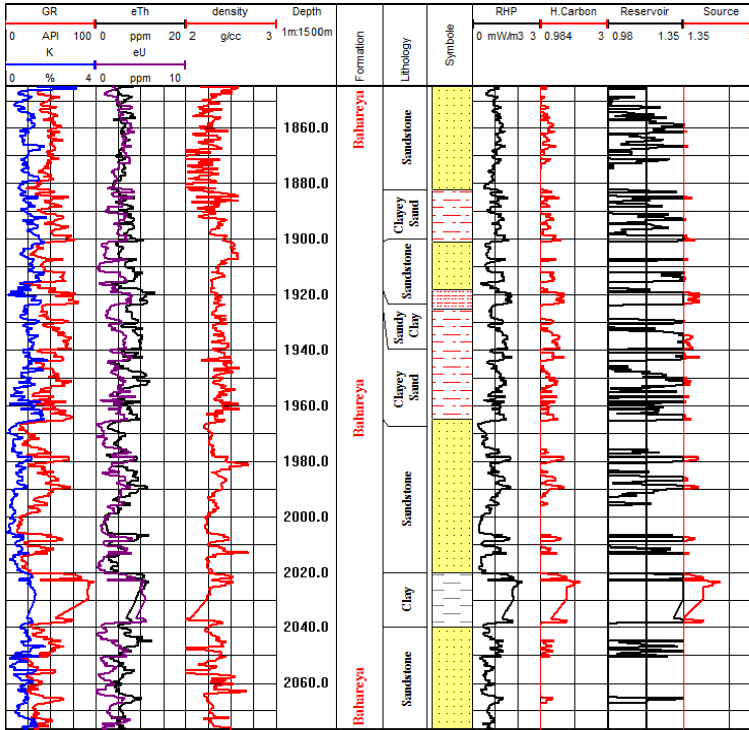 GR
eTh
density
Depth
RHP
H.Carbon
Reservoir
Source
0 API 100
0 ppm 20
2 g/cc 3
1m:1500m
0 mW/m3 3
0.984 3
0.98 1.35
1.35
K
eU
0 % 4
0 ppm 10
Formation
Lithology
Symbole
Bahareya
Sandstone
1860.0
1880.0
Clayey
Sand
1900.0
Sandstone
1920.0
Sandy
Clay
1940.0
Bahareya
Clayey
Sand
1960.0
1980.0
Sandstone
2000.0
2020.0
Clay
2040.0
Bahareya
Sandstone
2060.0